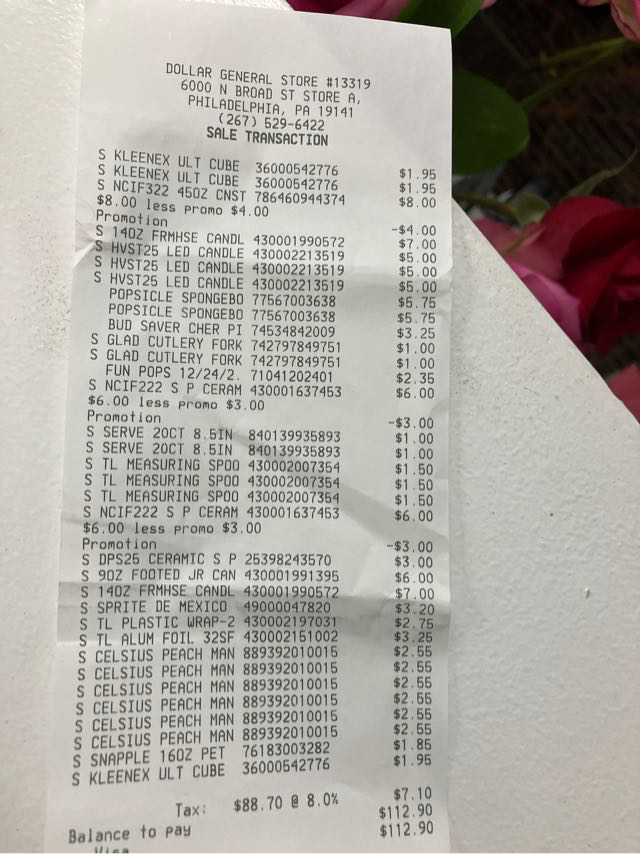 DOLLAR GENERAL STORE #13319
6000 N BROAD ST STORE A,
PHILADELPHIA, PA 19141
(267) 529-6422
SALE TRANSACTION
S KLEENEX ULT CUBE 36000542776 $1.95
S KLEENEX ULT CUBE 36000542776 $1.95
S NCIF322 45OZ CNST 786460944374 $8.00
$8.00 less promo $4.00
Promotion -$4.00
S 14OZ FRMHSE CANDL 430001990572 $7.00
S HVST25 LED CANDLE 430002213519 $5.00
S HVST25 LED CANDLE 430002213519 $5.00
S HVST25 LED CANDLE 430002213519 $5.00
POPSICLE SPONGEBO 77567003638 $5.75
POPSICLE SPONGEBO 77567003638 $5.75
BUD SAVER CHER PI 74534842009 $3.25
S GLAD CUTLERY FORK 742797849751 $1.00
S GLAD CUTLERY FORK 742797849751 $1.00
FUN POPS 12/24/2. 71041202401 $2.35
S NCIF222 S P CERAM 430001637453 $6.00
$6.00 less promo $3.00
Promotion -$3.00
S SERVE 20CT 8.5IN 840139935893 $1.00
S SERVE 20CT 8.5IN 840139935893 $1.00
S TL MEASURING SPOO 430002007354 $1.50
S TL MEASURING SPOO 430002007354 $1.50
S TL MEASURING SPOO 430002007354 $1.50
S NCIF222 S P CERAM 430001637453 $6.00
$6.00 less promo $3.00
Promotion -$3.00
S DPS25 CERAMIC S P 25398243570 $3.00
S 9OZ FOOTED JR CAN 430001991395 $6.00
S 14OZ FRMHSE CANDL 430001990572 $7.00
S SPRITE DE MEXICO 49000047820 $3.20
S TL PLASTIC WRAP-2 430002197031 $2.75
S TL ALUM FOIL 32SF 430002151002 $3.25
S CELSIUS PEACH MAN 889392010015 $2.55
S CELSIUS PEACH MAN 889392010015 $2.55
S CELSIUS PEACH MAN 889392010015 $2.55
S CELSIUS PEACH MAN 889392010015 $2.55
S CELSIUS PEACH MAN 889392010015 $2.55
S CELSIUS PEACH MAN 889392010015 $2.55
S SNAPPLE 16OZ PET 76183003282 $1.85
S KLEENEX ULT CUBE 36000542776 $1.95
Tax: $88.70 @ 8.0% $7.10
Balance to pay $112.90
Visa $112.90